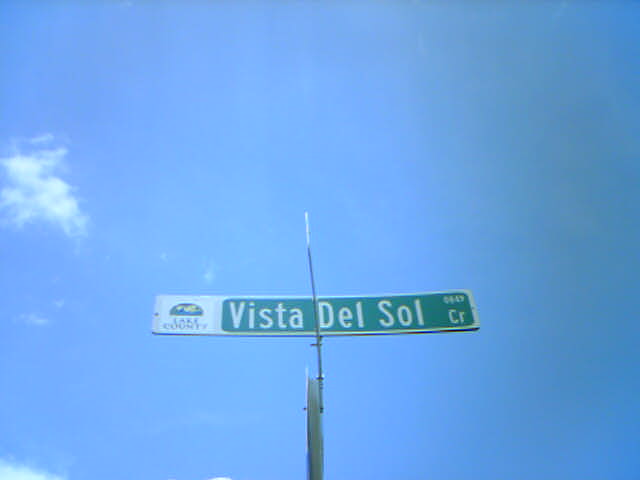 LAKE
COUNTY
Vista Del Sol
Cr